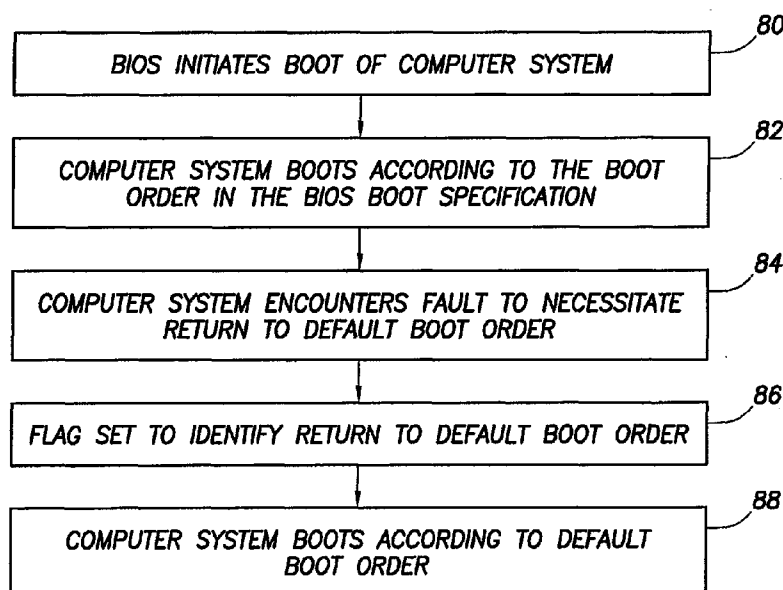 80
BIOS INITIATES BOOT OF COMPUTER SYSTEM
82
COMPUTER SYSTEM BOOTS ACCORDING TO THE BOOT
ORDER IN THE BIOS BOOT SPECIFICATION
84
COMPUTER SYSTEM ENCOUNTERS FAULT TO NECESSITATE
RETURN TO DEFAULT BOOT ORDER
86
FLAG SET TO IDENTIFY RETURN TO DEFAULT BOOT ORDER
88
COMPUTER SYSTEM BOOTS ACCORDING TO DEFAULT
BOOT ORDER